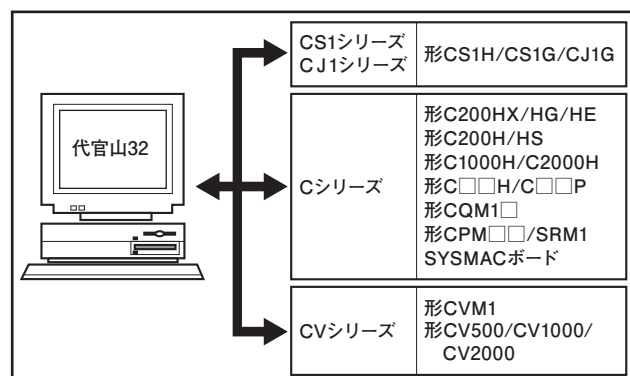 代官山32
CS1シリーズ
CJ1シリーズ
形CS1H/CS1G/CJ1G
Cシリーズ
形C200HX/HG/HE
形C200H/HS
形C1000H/C2000H
形C□□H/C□□P
形CQM1□
形CPM□□/SRM1
SYSMACボード
CVシリーズ
形CVM1
形CV500/CV1000/
CV2000